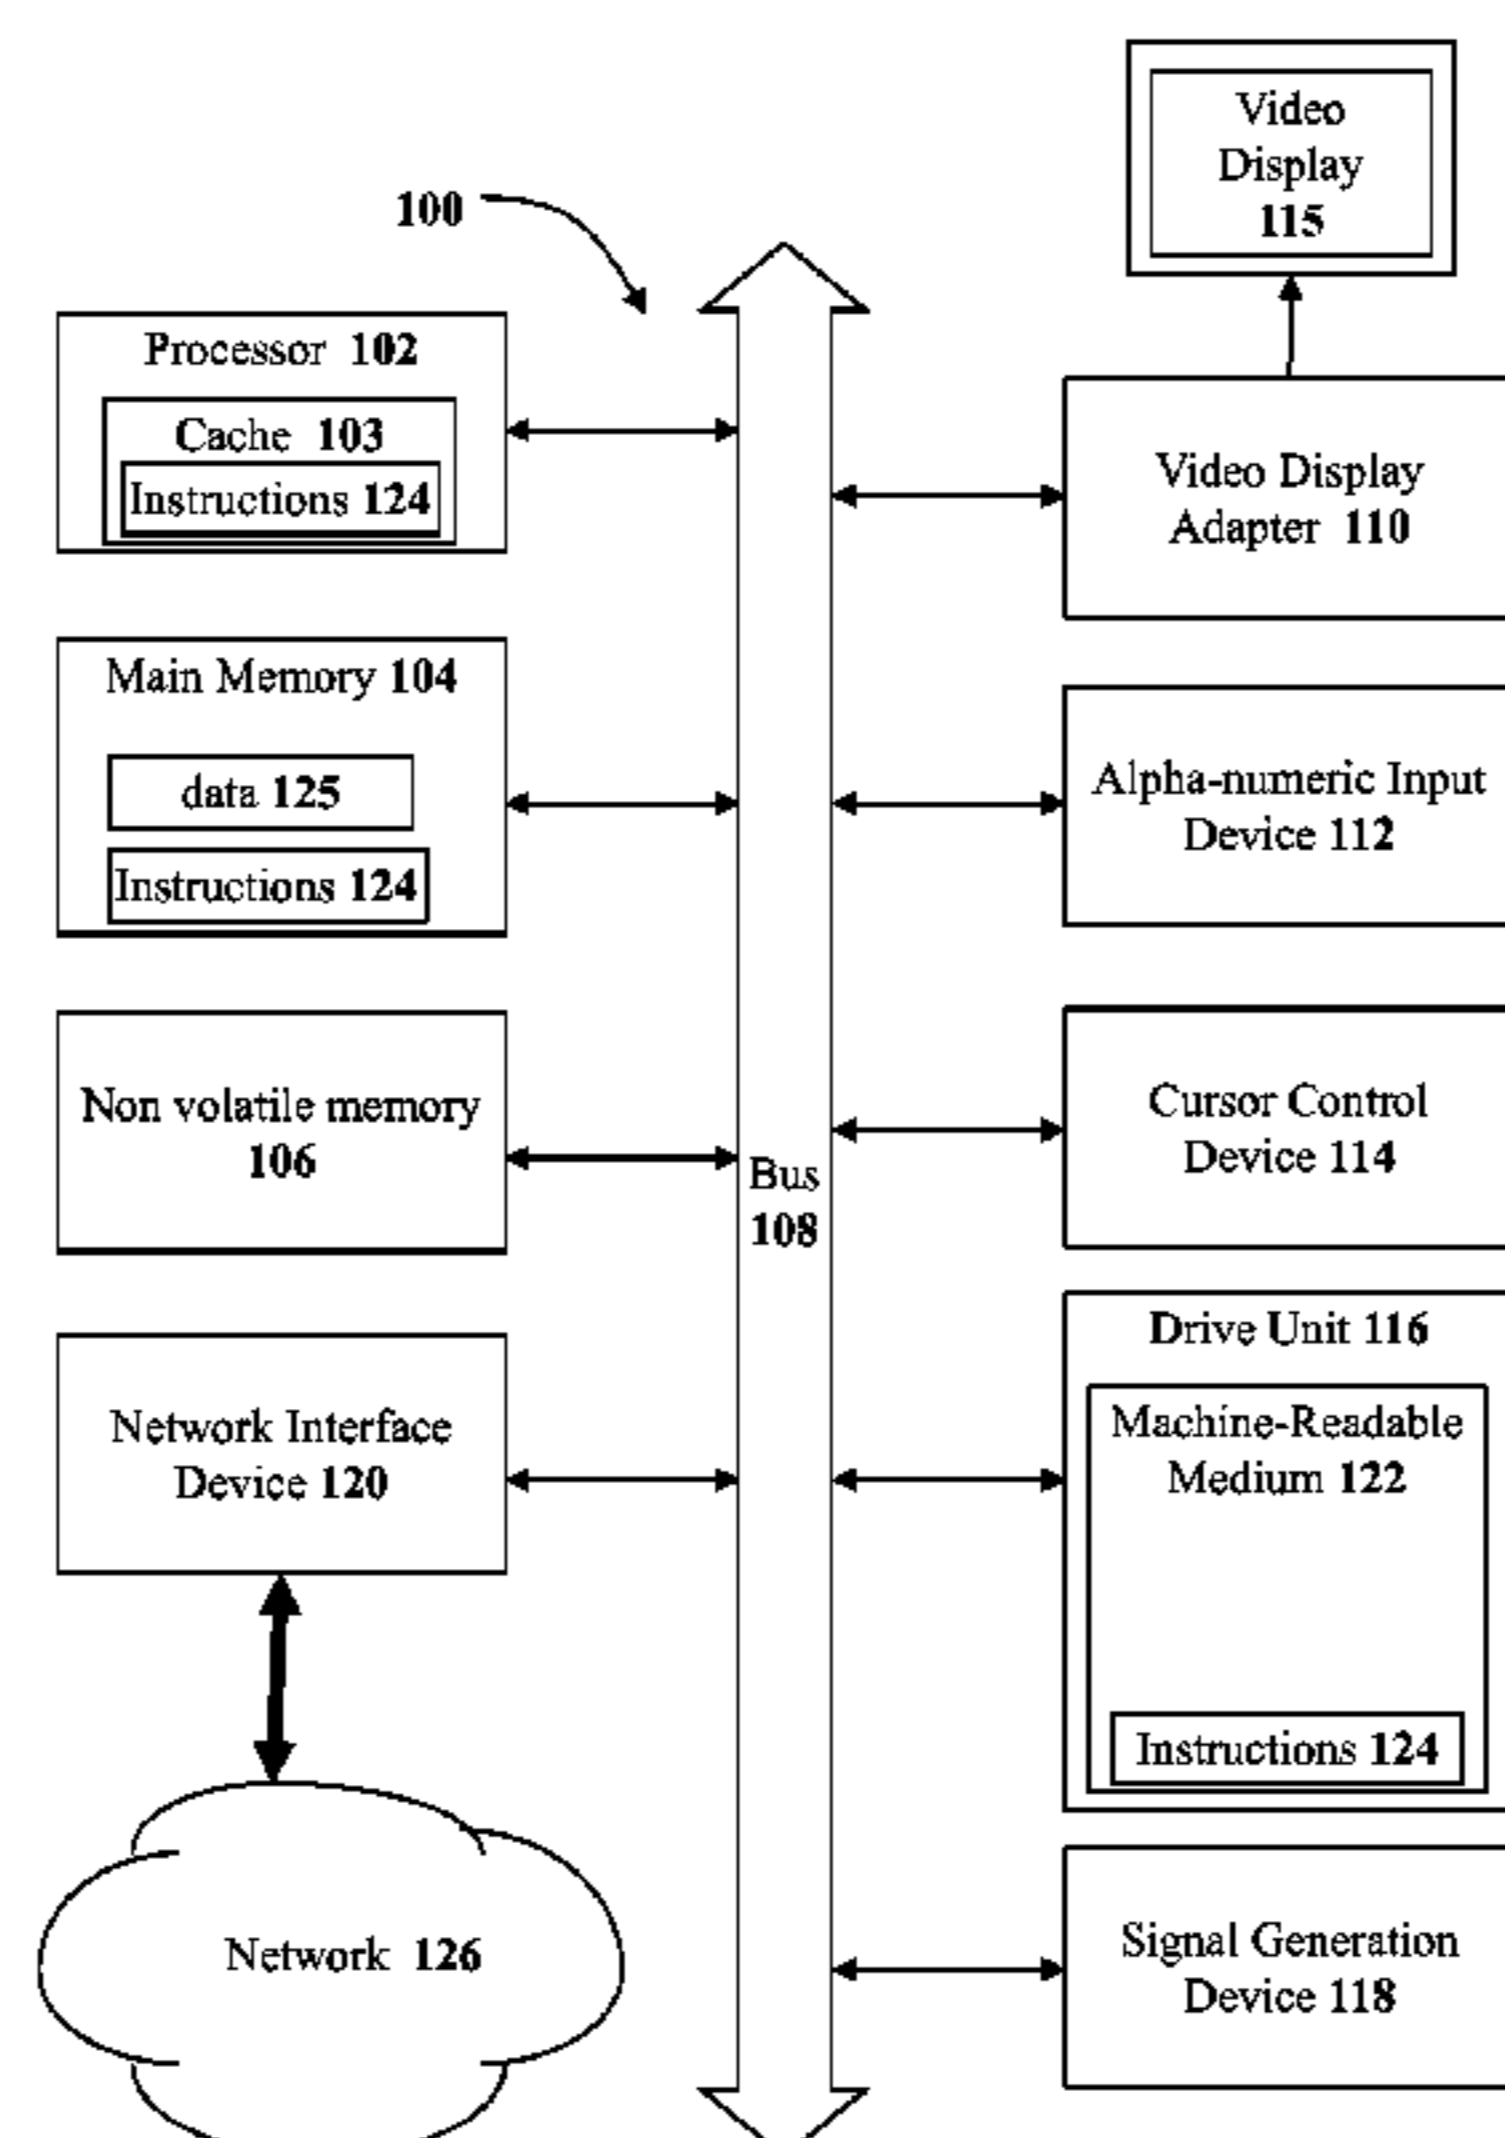 100
Processor 102
Cache 103
Instructions 124
Main Memory 104
data 125
Instructions 124
Non volatile memory
106
Network Interface
Device 120
Network 126
Bus
108
Video
Display
115
Video Display
Adapter 110
Alpha-numeric Input
Device 112
Cursor Control
Device 114
Drive Unit 116
Machine-Readable
Medium 122
Instructions 124
Signal Generation
Device 118